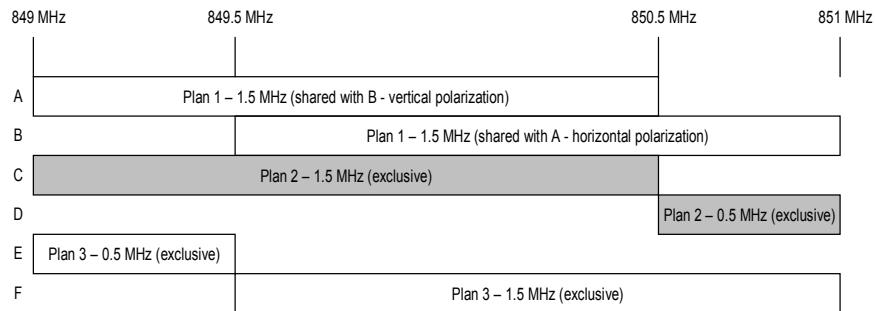 849 MHz 849.5 MHz 850.5 MHz 851 MHz
A Plan 1 – 1.5 MHz (shared with B - vertical polarization)
B Plan 1 – 1.5 MHz (shared with A - horizontal polarization)
C Plan 2 – 1.5 MHz (exclusive)
D Plan 2 – 0.5 MHz (exclusive)
E Plan 3 – 0.5 MHz (exclusive)
F Plan 3 – 1.5 MHz (exclusive)